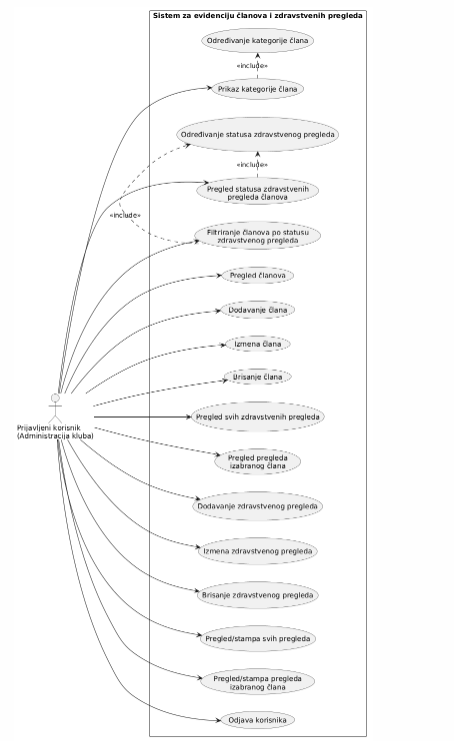 Sistem za evidenciju članova i zdravstvenih pregleda
Određivanje kategorije člana
«include»
Prikaz kategorije člana
Određivanje statusa zdravstvenog pregleda
«include»
Pregled statusa zdravstvenih
pregleda članova
«include»
Filtriranje članova po statusu
zdravstvenog pregleda
Pregled članova
Dodavanje člana
Izmena člana
Brisanje člana
Prijavljeni korisnik
(Administracija kluba)
Pregled svih zdravstvenih pregleda
Pregled pregleda
izabranog člana
Dodavanje zdravstvenog pregleda
Izmena zdravstvenog pregleda
Brisanje zdravstvenog pregleda
Pregled/stampa svih pregleda
Pregled/stampa pregleda
izabranog člana
Odjava korisnika